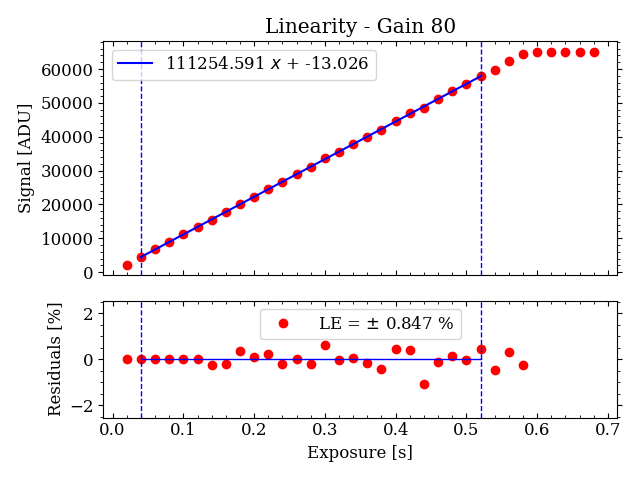 Linearity - Gain 80
111254.591 x + -13.026
Signal [ADU]
60000
50000
40000
30000
20000
10000
0
LE = ± 0.847 %
Residuals [%]
2
0
−2
0.0 0.1 0.2 0.3 0.4 0.5 0.6 0.7
Exposure [s]